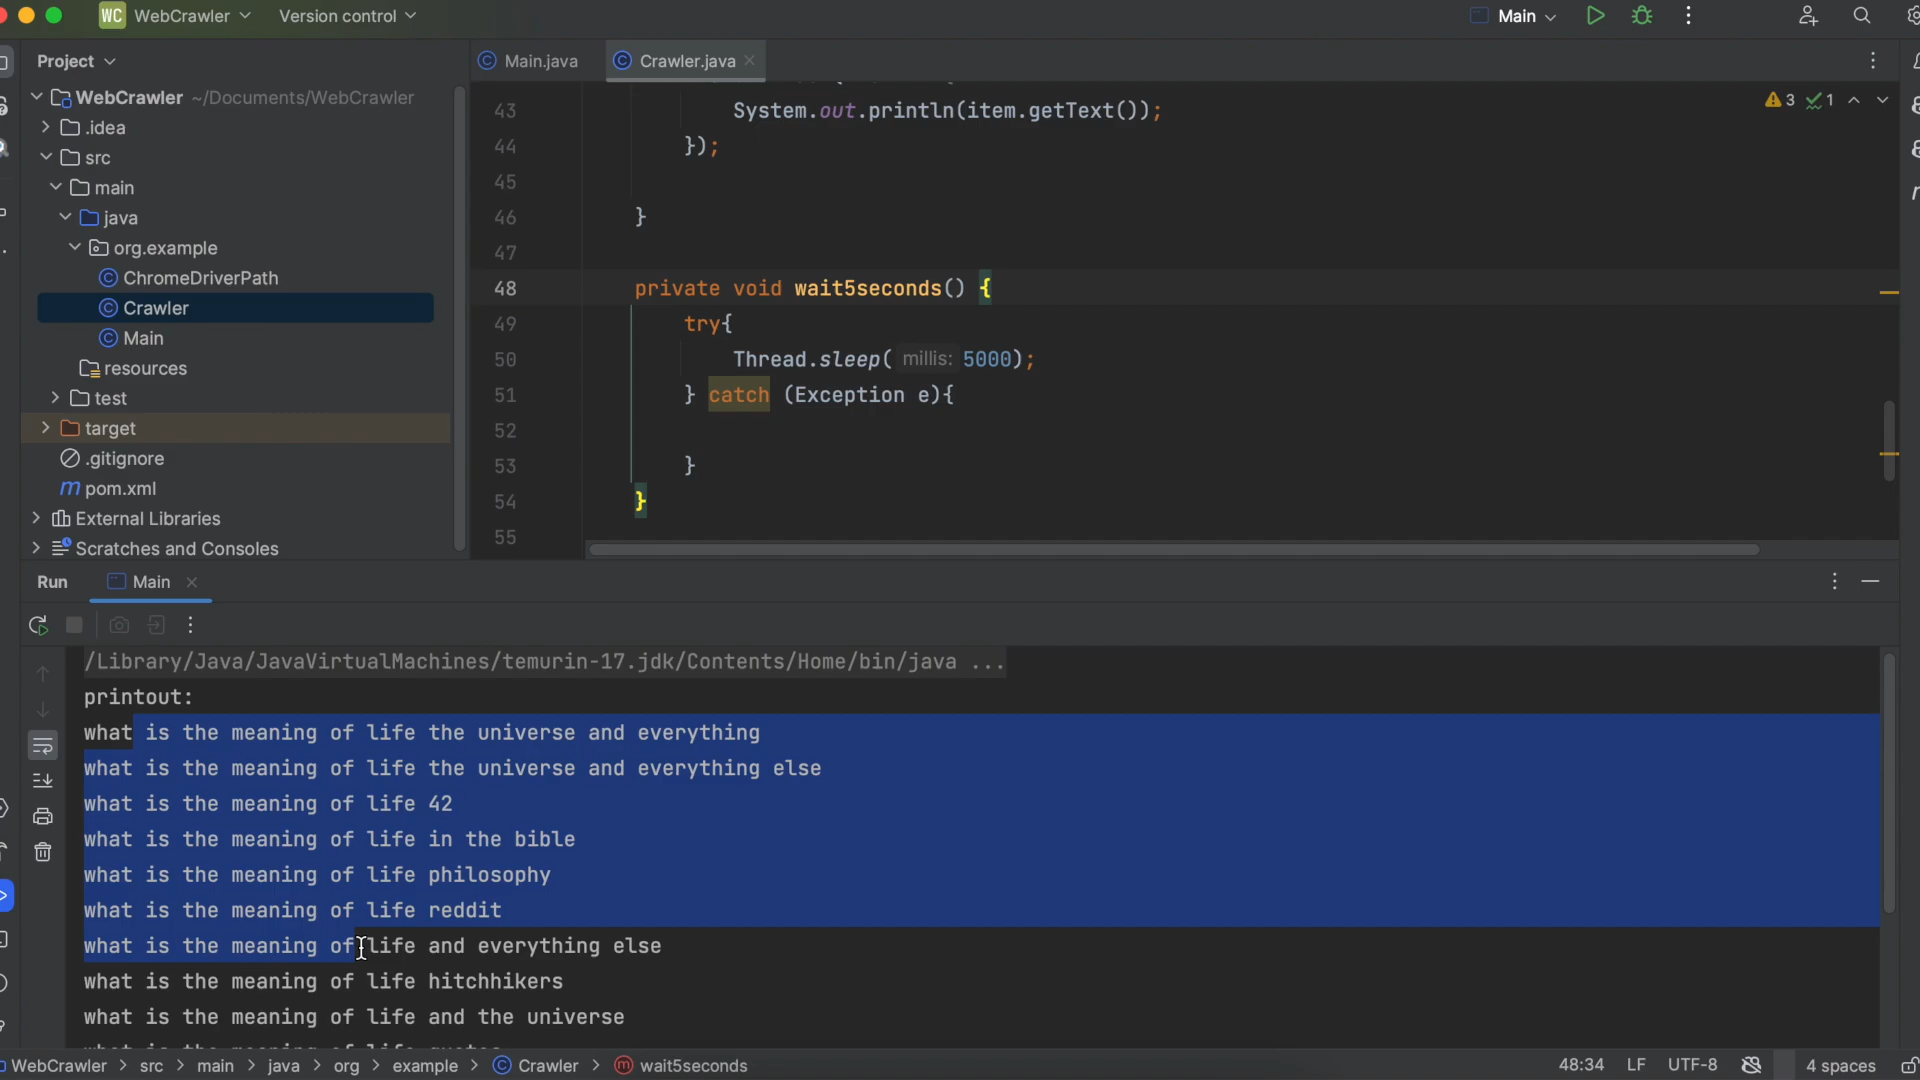 WC WebCrawler Version control Main
Project Main.java Crawler.java
WebCrawler ~/Documents/WebCrawler
.idea
src
main
java
org.example
ChromeDriverPath
Crawler
Main
resources
test
target
.gitignore
pom.xml
External Libraries
Scratches and Consoles
3 1
43 System.out.println(item.getText());
44 });
45
46 }
47
48 private void wait5seconds() {
49 try{
50 Thread.sleep( millis: 5000);
51 } catch (Exception e){
52
53 }
54 }
55
Run Main
/Library/Java/JavaVirtualMachines/temurin-17.jdk/Contents/Home/bin/java ...
printout:
what is the meaning of life the universe and everything
what is the meaning of life the universe and everything else
what is the meaning of life 42
what is the meaning of life in the bible
what is the meaning of life philosophy
what is the meaning of life reddit
what is the meaning of life and everything else
what is the meaning of life hitchhikers
what is the meaning of life and the universe
what is the meaning of life quotes
WebCrawler > src > main > java > org > example > Crawler > wait5seconds 48:34 LF UTF-8 4 spaces